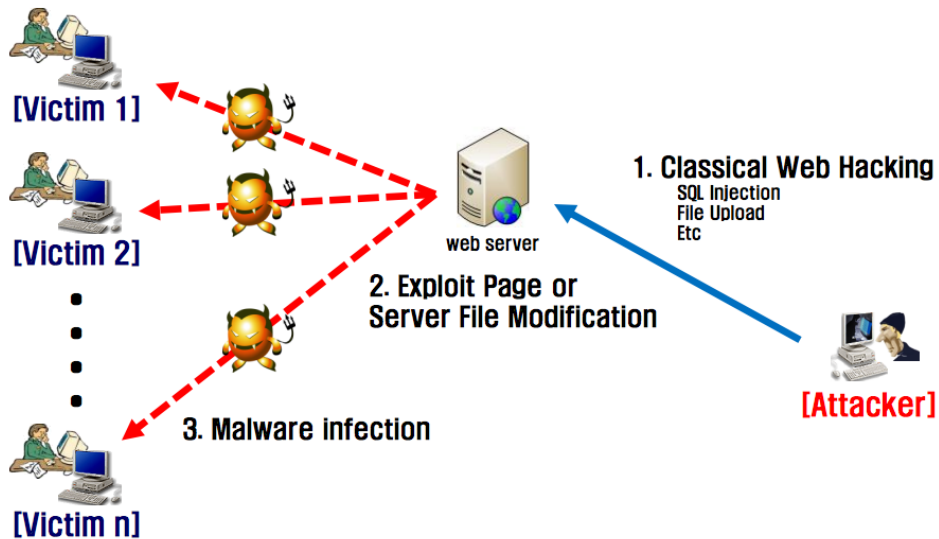 [Victim 1]
[Victim 2]
[Victim n]
web server
1. Classical Web Hacking
SQL Injection
File Upload
Etc
2. Exploit Page or
Server File Modification
3. Malware infection
[Attacker]